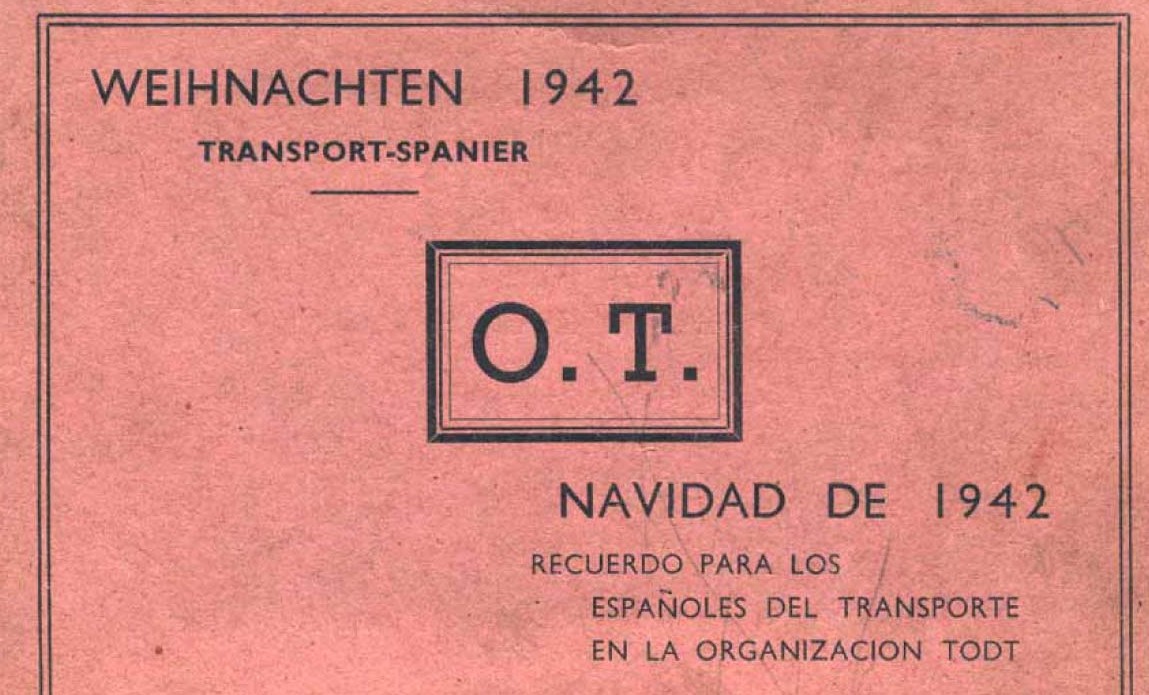 WEIHNACHTEN 1942
TRANSPORT-SPANIER
O. T.
NAVIDAD DE 1942
RECUERDO PARA LOS
ESPAÑOLES DEL TRANSPORTE
EN LA ORGANIZACION TODT